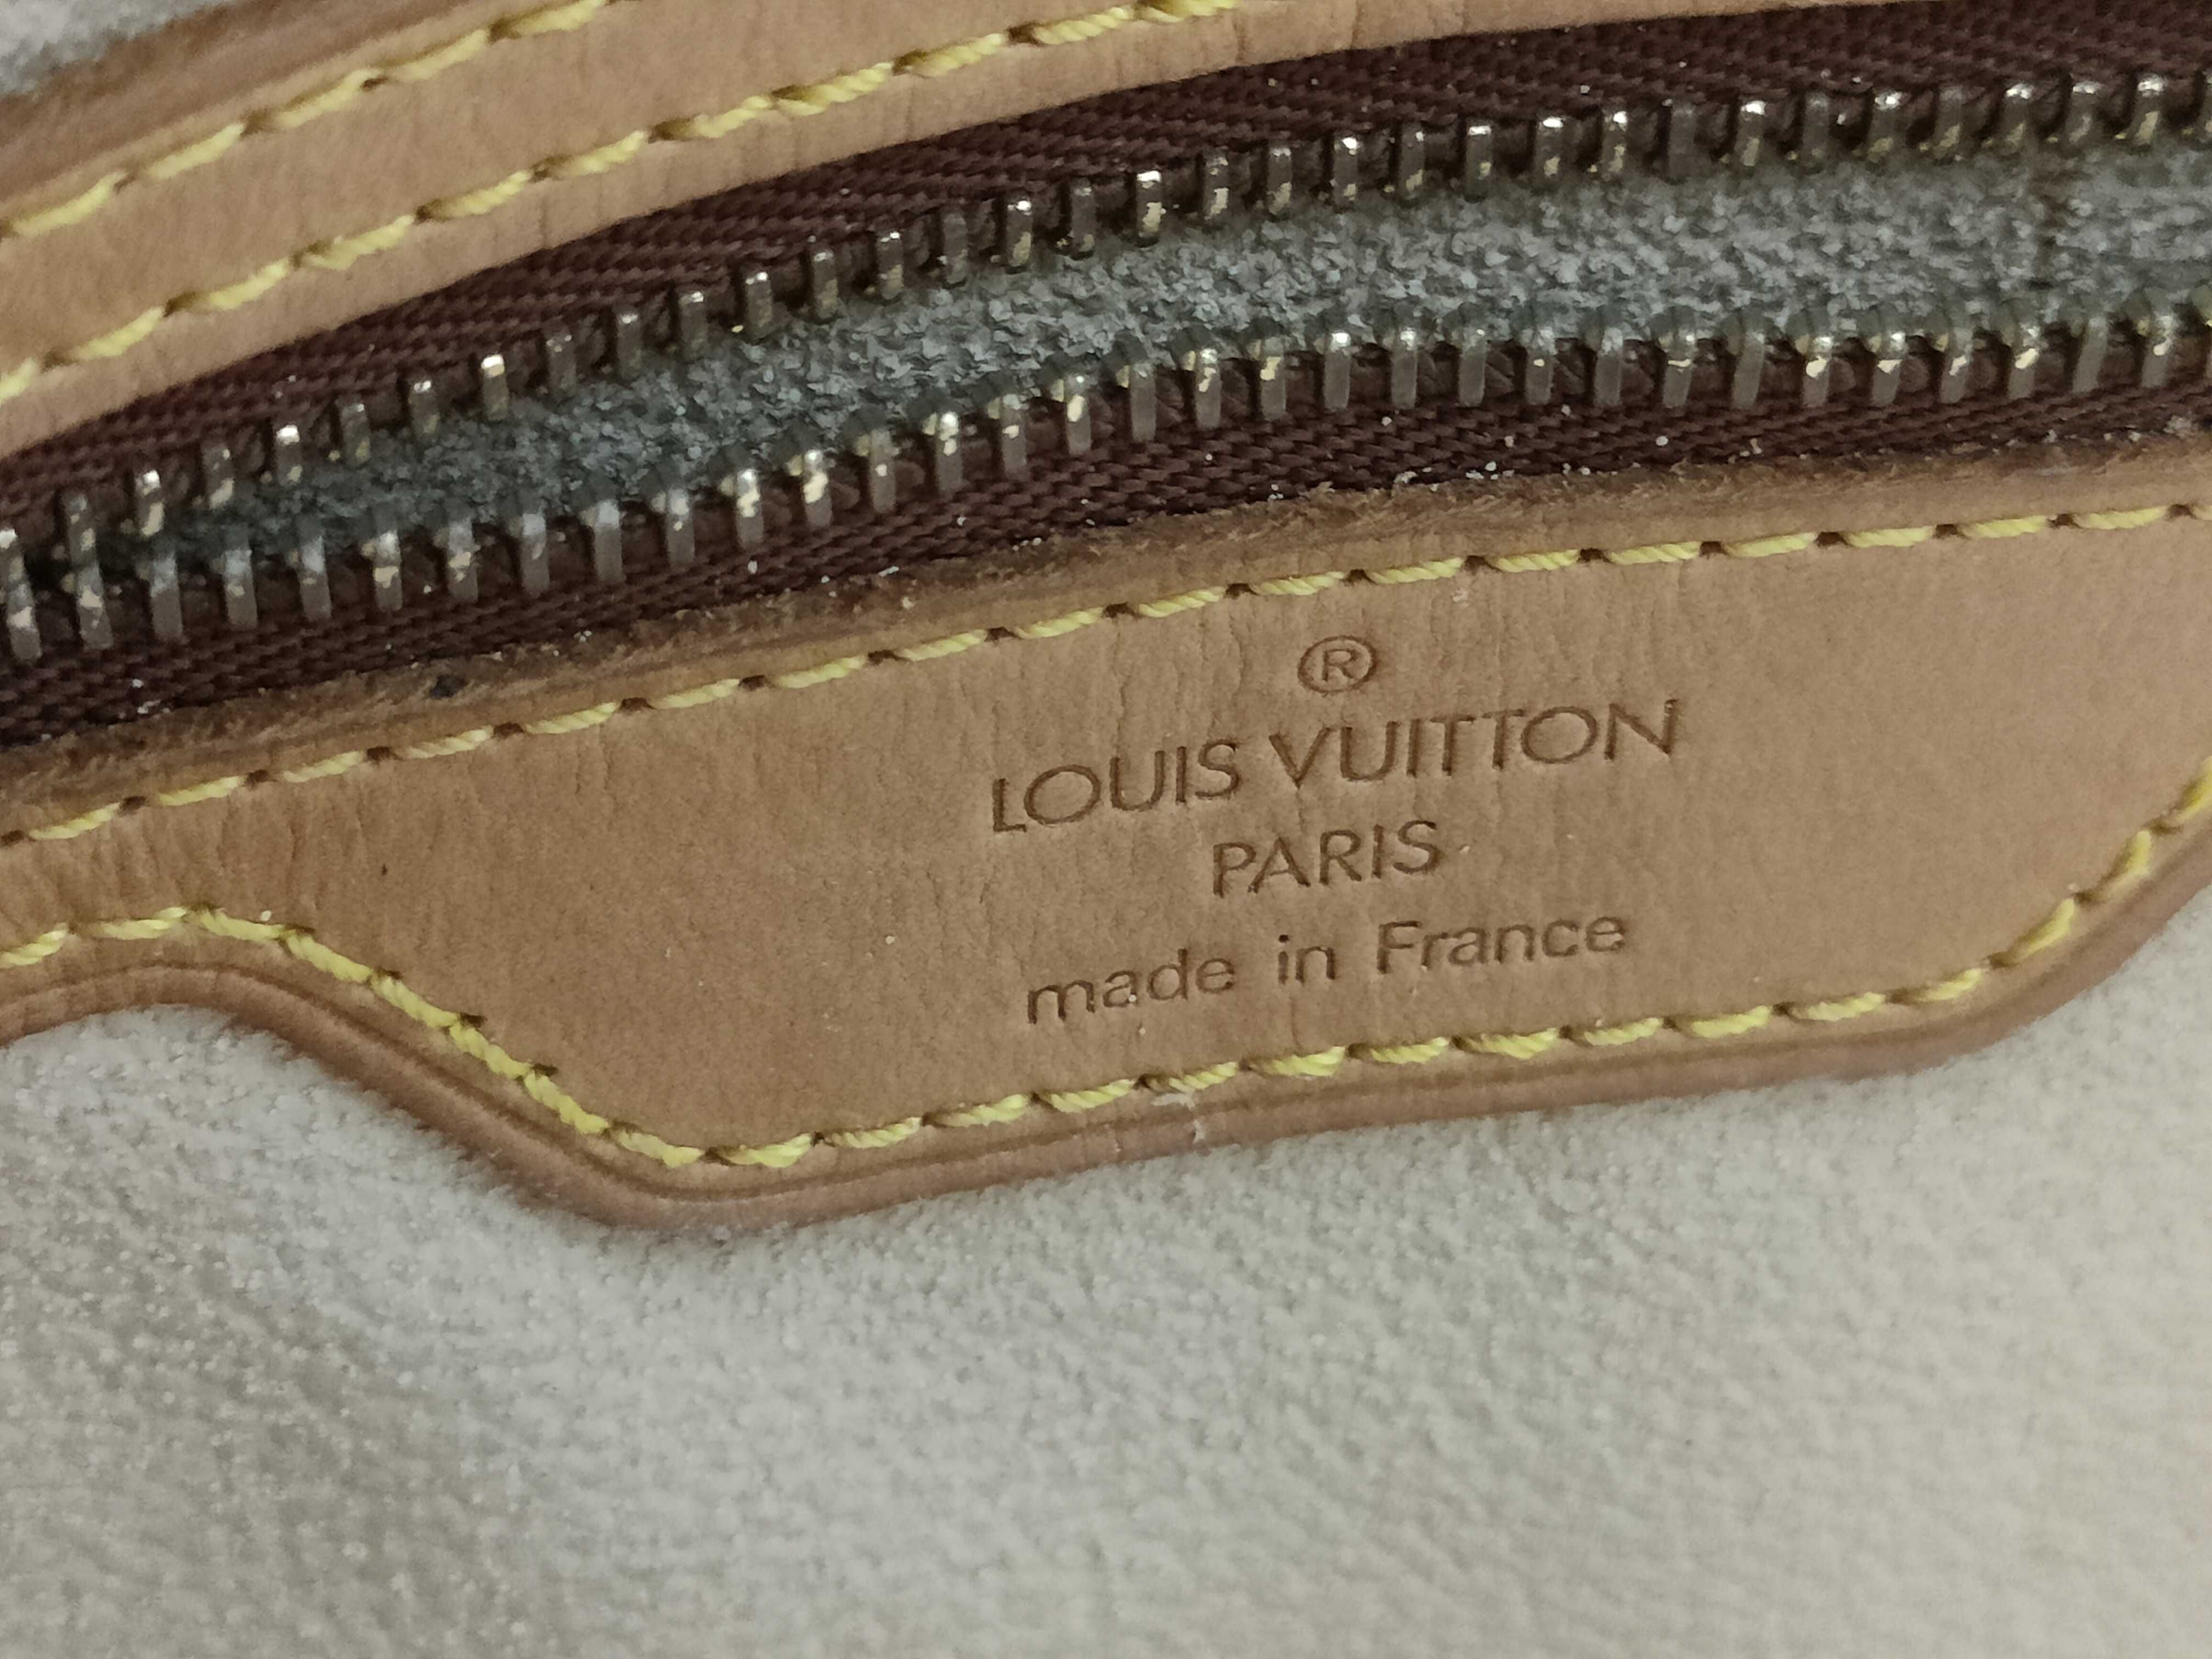 ®
LOUIS VUITTON
PARIS
made in France